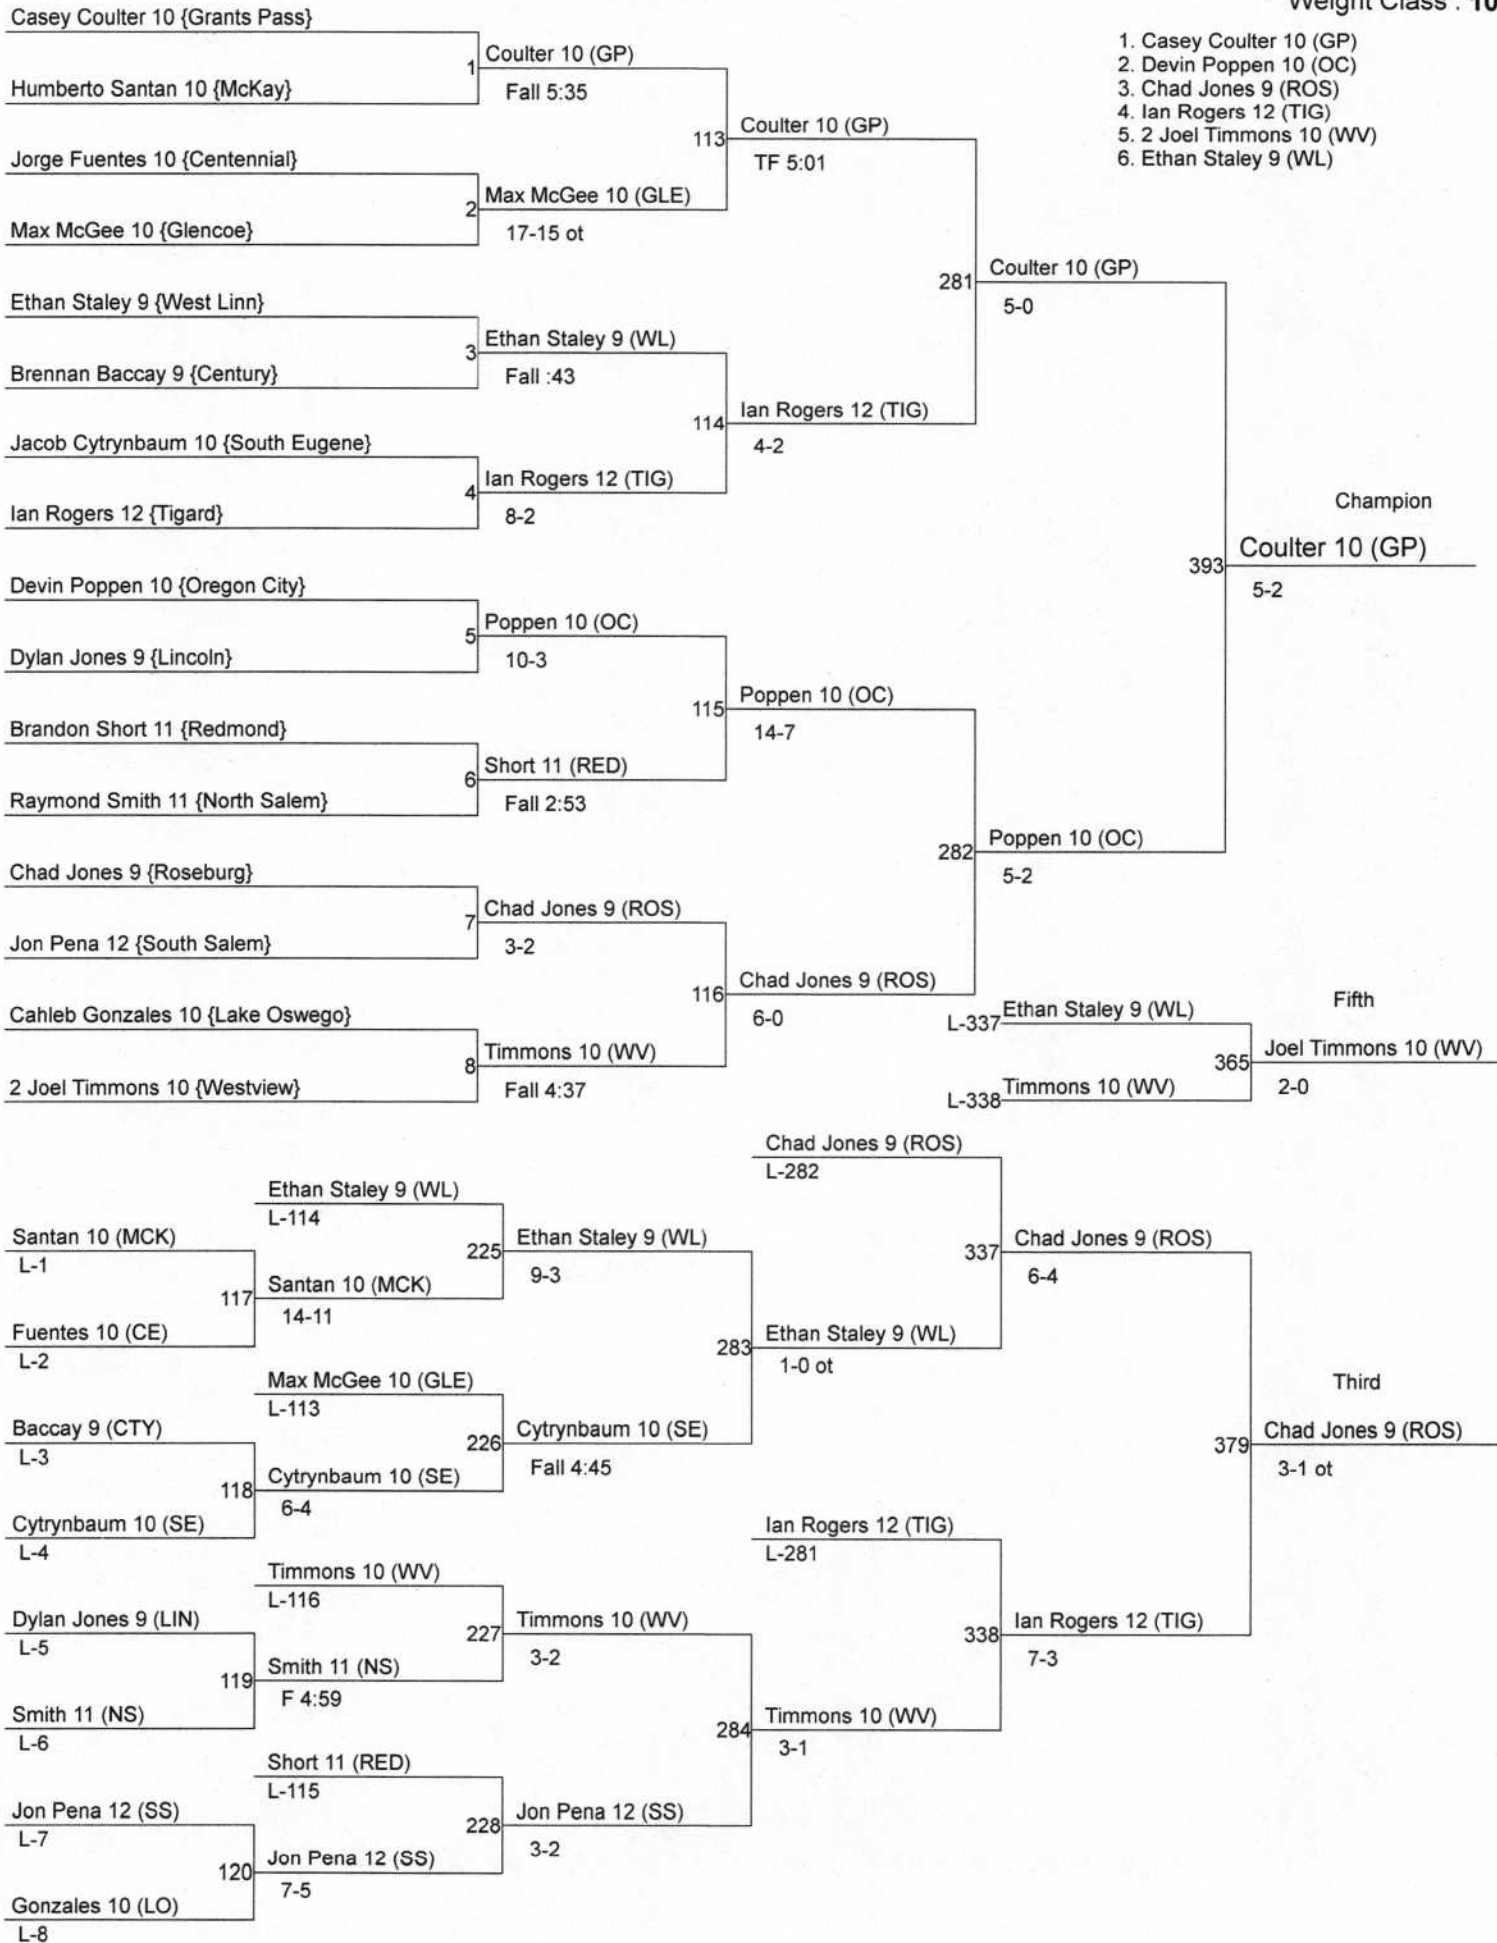 Weight Class : 10
1. Casey Coulter 10 (GP)
2. Devin Poppen 10 (OC)
3. Chad Jones 9 (ROS)
4. Ian Rogers 12 (TIG)
5. 2 Joel Timmons 10 (WV)
6. Ethan Staley 9 (WL)
Casey Coulter 10 {Grants Pass}
Humberto Santan 10 {McKay}
Jorge Fuentes 10 {Centennial}
Max McGee 10 {Glencoe}
Ethan Staley 9 {West Linn}
Brennan Baccay 9 {Century}
Jacob Cytrynbaum 10 {South Eugene}
Ian Rogers 12 {Tigard}
Devin Poppen 10 {Oregon City}
Dylan Jones 9 {Lincoln}
Brandon Short 11 {Redmond}
Raymond Smith 11 {North Salem}
Chad Jones 9 {Roseburg}
Jon Pena 12 {South Salem}
Cahleb Gonzales 10 {Lake Oswego}
2 Joel Timmons 10 {Westview}
1 Coulter 10 (GP)
Fall 5:35
2 Max McGee 10 (GLE)
17-15 ot
3 Ethan Staley 9 (WL)
Fall :43
4 Ian Rogers 12 (TIG)
8-2
5 Poppen 10 (OC)
10-3
6 Short 11 (RED)
Fall 2:53
7 Chad Jones 9 (ROS)
3-2
8 Timmons 10 (WV)
Fall 4:37
113 Coulter 10 (GP)
TF 5:01
114 Ian Rogers 12 (TIG)
4-2
115 Poppen 10 (OC)
14-7
116 Chad Jones 9 (ROS)
6-0
281 Coulter 10 (GP)
5-0
282 Poppen 10 (OC)
5-2
Champion
393 Coulter 10 (GP)
5-2
L-337 Ethan Staley 9 (WL)
L-338 Timmons 10 (WV)
Fifth
365 Joel Timmons 10 (WV)
2-0
Santan 10 (MCK)
L-1
Fuentes 10 (CE)
L-2
Baccay 9 (CTY)
L-3
Cytrynbaum 10 (SE)
L-4
Dylan Jones 9 (LIN)
L-5
Smith 11 (NS)
L-6
Jon Pena 12 (SS)
L-7
Gonzales 10 (LO)
L-8
Ethan Staley 9 (WL)
L-114
117 Santan 10 (MCK)
14-11
Max McGee 10 (GLE)
L-113
118 Cytrynbaum 10 (SE)
6-4
Timmons 10 (WV)
L-116
119 Smith 11 (NS)
F 4:59
Short 11 (RED)
L-115
120 Jon Pena 12 (SS)
7-5
225 Ethan Staley 9 (WL)
9-3
226 Cytrynbaum 10 (SE)
Fall 4:45
227 Timmons 10 (WV)
3-2
228 Jon Pena 12 (SS)
3-2
Chad Jones 9 (ROS)
L-282
283 Ethan Staley 9 (WL)
1-0 ot
Ian Rogers 12 (TIG)
L-281
284 Timmons 10 (WV)
3-1
337 Chad Jones 9 (ROS)
6-4
338 Ian Rogers 12 (TIG)
7-3
Third
379 Chad Jones 9 (ROS)
3-1 ot